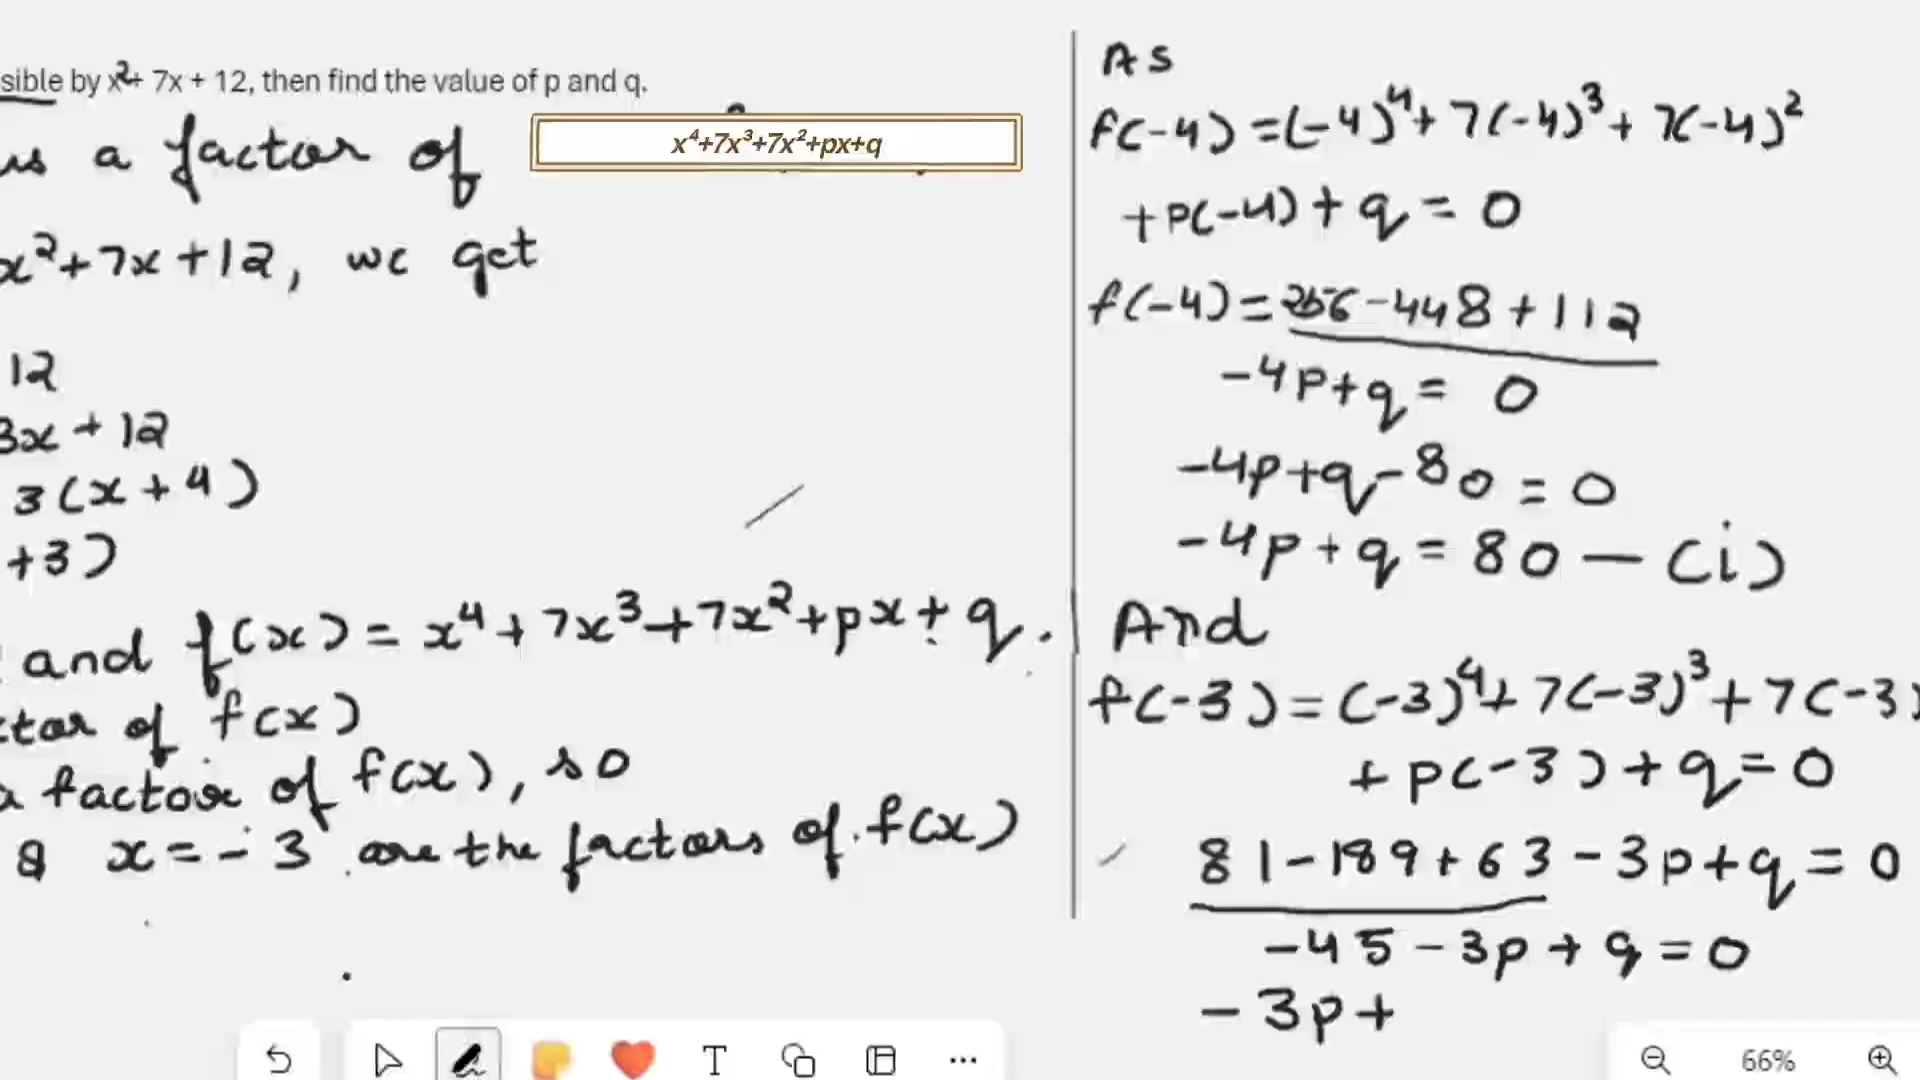 sible by x²+ 7x + 12, then find the value of p and q.
is a factor of
x⁴+7x³+7x²+px+q
x²+7x+12, we get
12
3x + 12
3(x+4)
+3)
and f(x) = x⁴+7x³+7x²+px+q.
ctor of f(x)
a factor of f(x), so
& x=-3 are the factors of f(x)
As
f(-4) =(-4)⁴+7(-4)³+7(-4)²
+P(-4)+q=0
f(-4)=256-448+112
-4P+q= 0
-4p+q-80=0
-4p+q=80-(i)
And
f(-3)=(-3)⁴+7(-3)³+7(-3)
+p(-3)+q=0
81-189+63-3p+q=0
-45-3p+q=0
-3p+
T
...
66%